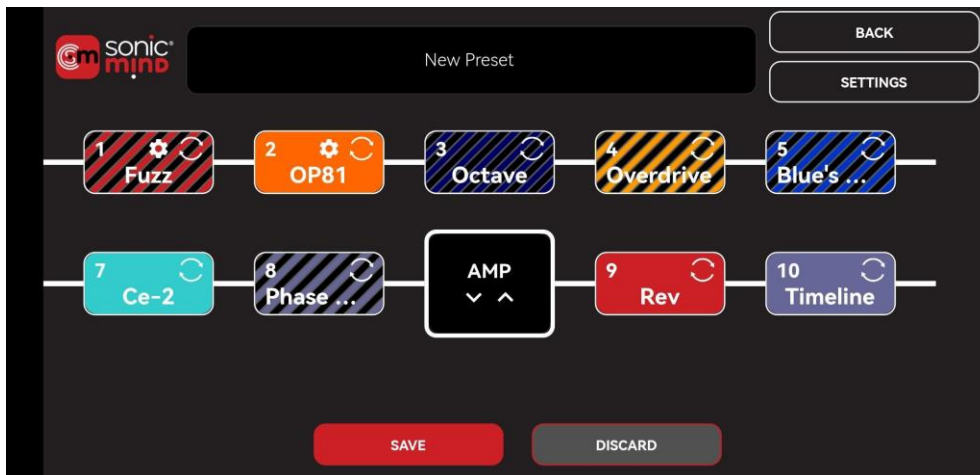 sonic®
mind
New Preset
BACK
SETTINGS
1
Fuzz
2
OP81
3
Octave
4
Overdrive
5
Blue's ...
7
Ce-2
8
Phase ...
AMP
9
Rev
10
Timeline
SAVE
DISCARD